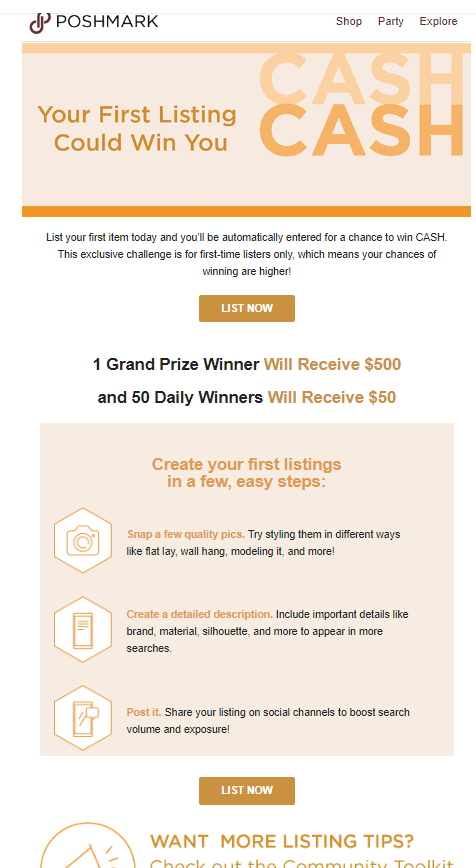 POSHMARK
Shop Party Explore
CASH
Your First Listing
Could Win You
CASH
List your first item today and you'll be automatically entered for a chance to win CASH.
This exclusive challenge is for first-time listers only, which means your chances of
winning are higher!
LIST NOW
1 Grand Prize Winner Will Receive $500
and 50 Daily Winners Will Receive $50
Create your first listings
in a few, easy steps:
Snap a few quality pics. Try styling them in different ways
like flat lay, wall hang, modeling it, and more!
Create a detailed description. Include important details like
brand, material, silhouette, and more to appear in more
searches.
Post it. Share your listing on social channels to boost search
volume and exposure!
LIST NOW
WANT MORE LISTING TIPS?
Check out the Community Toolkit